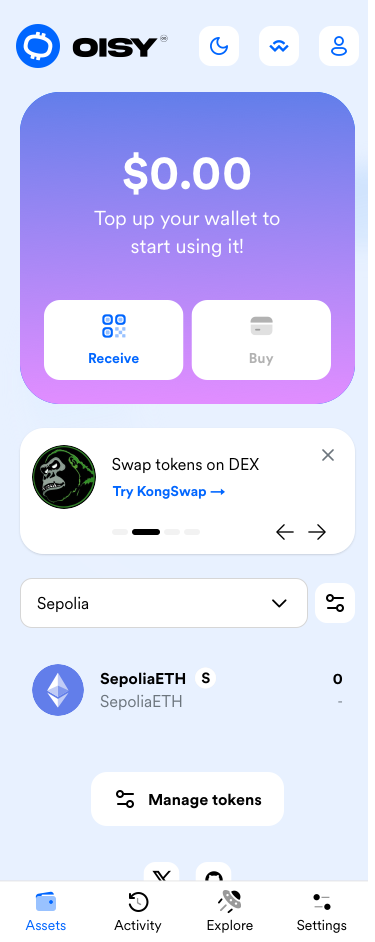 OISY
$0.00
Top up your wallet to
start using it!
Receive
Buy
Swap tokens on DEX
Try KongSwap →
Sepolia
SepoliaETH S
0
SepoliaETH
-
Manage tokens
Assets
Activity
Explore
Settings